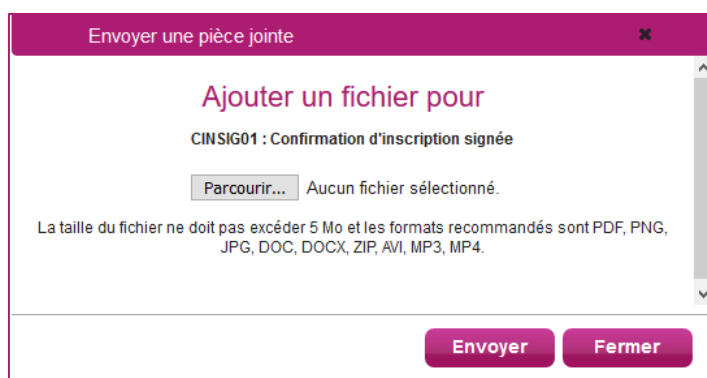 Envoyer une pièce jointe
Ajouter un fichier pour
CINSIG01 : Confirmation d'inscription signée
Parcourir... Aucun fichier sélectionné.
La taille du fichier ne doit pas excéder 5 Mo et les formats recommandés sont PDF, PNG,
JPG, DOC, DOCX, ZIP, AVI, MP3, MP4.
Envoyer Fermer